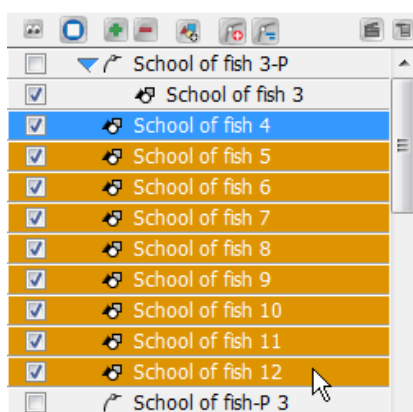 School of fish 3-P
School of fish 3
School of fish 4
School of fish 5
School of fish 6
School of fish 7
School of fish 8
School of fish 9
School of fish 10
School of fish 11
School of fish 12
School of fish-P 3